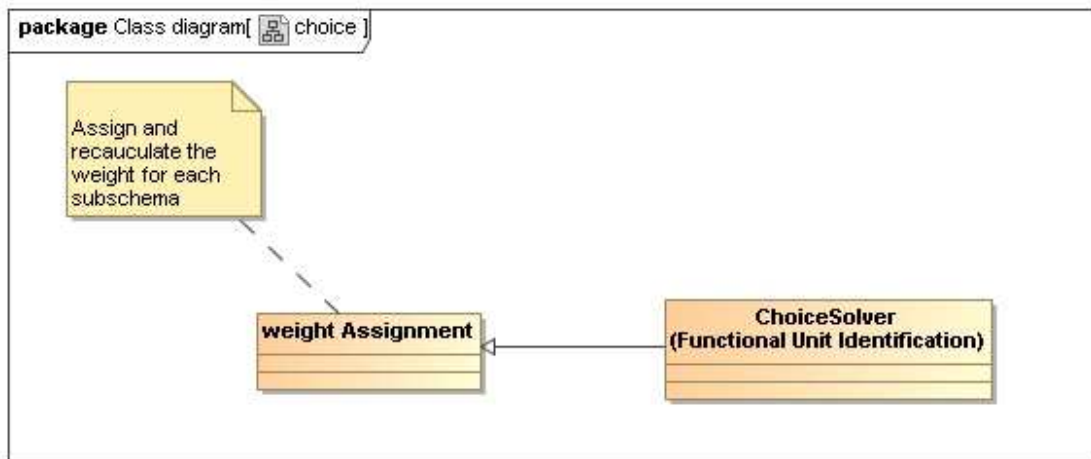 package Class diagram[ choice ]
Assign and
recauculate the
weight for each
subschema
weight Assignment
ChoiceSolver
(Functional Unit Identification)